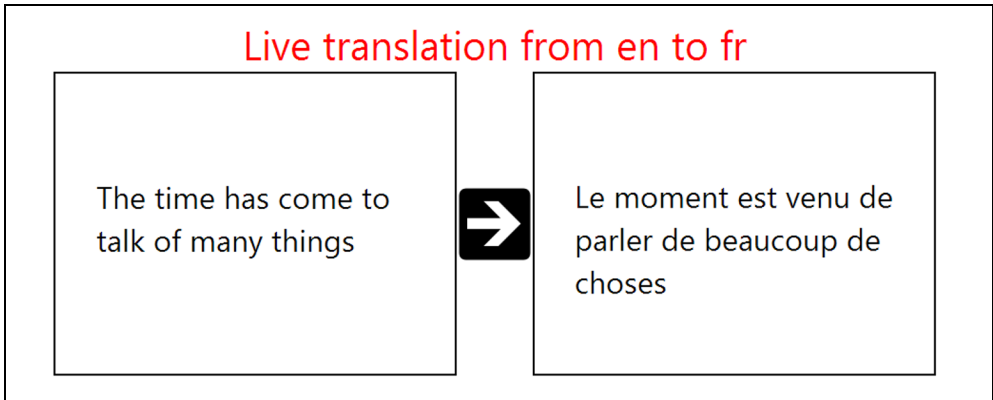 Live translation from en to fr
The time has come to
talk of many things
Le moment est venu de
parler de beaucoup de
choses